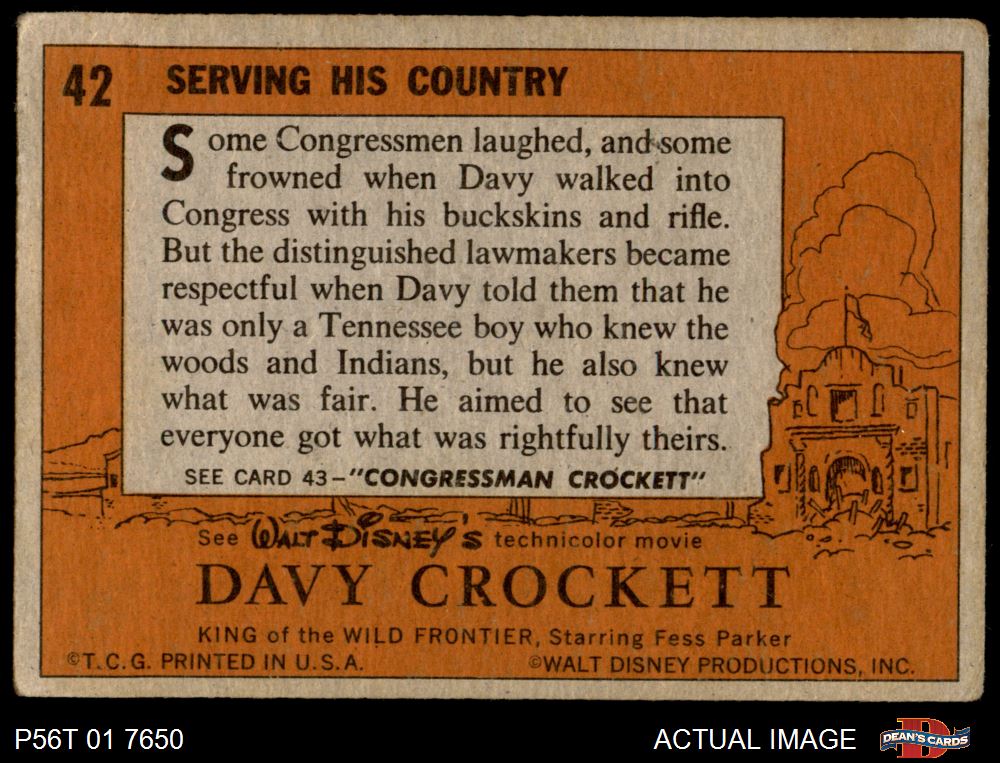 42 SERVING HIS COUNTRY
Some Congressmen laughed, and some
frowned when Davy walked into
Congress with his buckskins and rifle.
But the distinguished lawmakers became
respectful when Davy told them that he
was only a Tennessee boy who knew the
woods and Indians, but he also knew
what was fair. He aimed to see that
everyone got what was rightfully theirs.
SEE CARD 43-"CONGRESSMAN CROCKETT"
See WALT DISNEY'S technicolor movie
DAVY CROCKETT
KING of the WILD FRONTIER, Starring Fess Parker
©T.C.G. PRINTED IN U.S.A. ©WALT DISNEY PRODUCTIONS, INC.
P56T 01 7650 ACTUAL IMAGE D DEAN'S CARDS